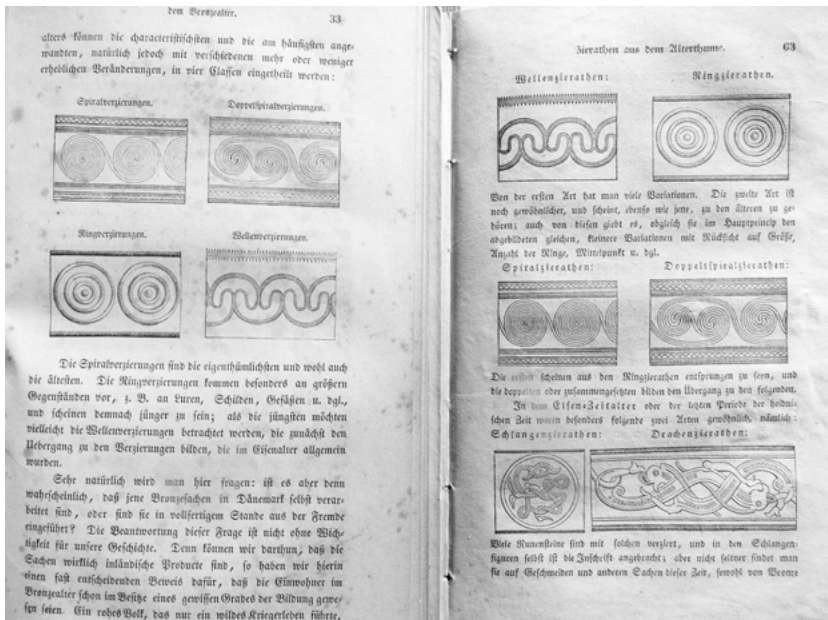 dem Bronzealter. 33
alters können die characteristischsten und die am häufigsten ange-
wandten, natürlich jedoch mit verschiedenen mehr oder weniger
erheblichen Veränderungen, in vier Classen eingetheilt werden:
Spiralverzierungen. Doppelspiralverzierungen.
Ringverzierungen. Wellenverzierungen.
Die Spiralverzierungen sind die eigenthümlichsten und wohl auch
die ältesten. Die Ringverzierungen kommen besonders an größern
Gegenständen vor, z. B. an Luren, Schilden, Gefäßen u. dgl.,
und scheinen demnach jünger zu sein; als die jüngsten möchten
vielleicht die Wellenverzierungen betrachtet werden, die zunächst den
Uebergang zu den Verzierungen bilden, die im Eisenalter allgemein
wurden.
Sehr natürlich wird man hier fragen: ist es aber denn
wahrscheinlich, daß jene Bronzesachen in Dänemark selbst verar-
beitet sind, oder sind sie in vollfertigem Stande aus der Fremde
eingeführt? Die Beantwortung dieser Frage ist nicht ohne Wich-
tigkeit für unsere Geschichte. Denn können wir darthun, daß die
Sachen wirklich inländische Producte sind, so haben wir hierin
einen fast entscheidenden Beweis dafür, daß die Einwohner im
Bronzealter schon im Besitze eines gewissen Grades der Bildung gewe-
sen seien. Ein rohes Volk, das nur ein wildes Kriegerleben führte,
Zierathen aus dem Alterthume. 63
Wellenzierathen: Ringzierathen.
Von der ersten Art hat man viele Variationen. Die zweite Art ist
noch gewöhnlicher, und scheint, ebenso wie jene, zu den älteren zu ge-
hören; auch von diesen giebt es, obgleich sie im Hauptprincip den
abgebildeten gleichen, kleinere Variationen mit Rücksicht auf Größe,
Anzahl der Ringe, Mittelpunkt u. dgl.
Spiralzierathen: Doppeltspiralzierathen:
Die ersten scheinen aus den Ringzierathen entsprungen zu seyn, und
die doppelten oder zusammengesetzten bilden den Übergang zu den folgenden.
In dem Eisen-Zeitalter oder der letzten Periode der heidni-
schen Zeit waren besonders folgende zwei Arten gewöhnlich, nämlich:
Schlangenzierathen: Drachenzierathen:
Viele Runensteine sind mit solchen verziert, und in den Schlangen-
figuren selbst ist die Inschrift angebracht; aber nicht seltner findet man
sie auf Geschmeiden und anderen Sachen dieser Zeit, sowohl von Bronce